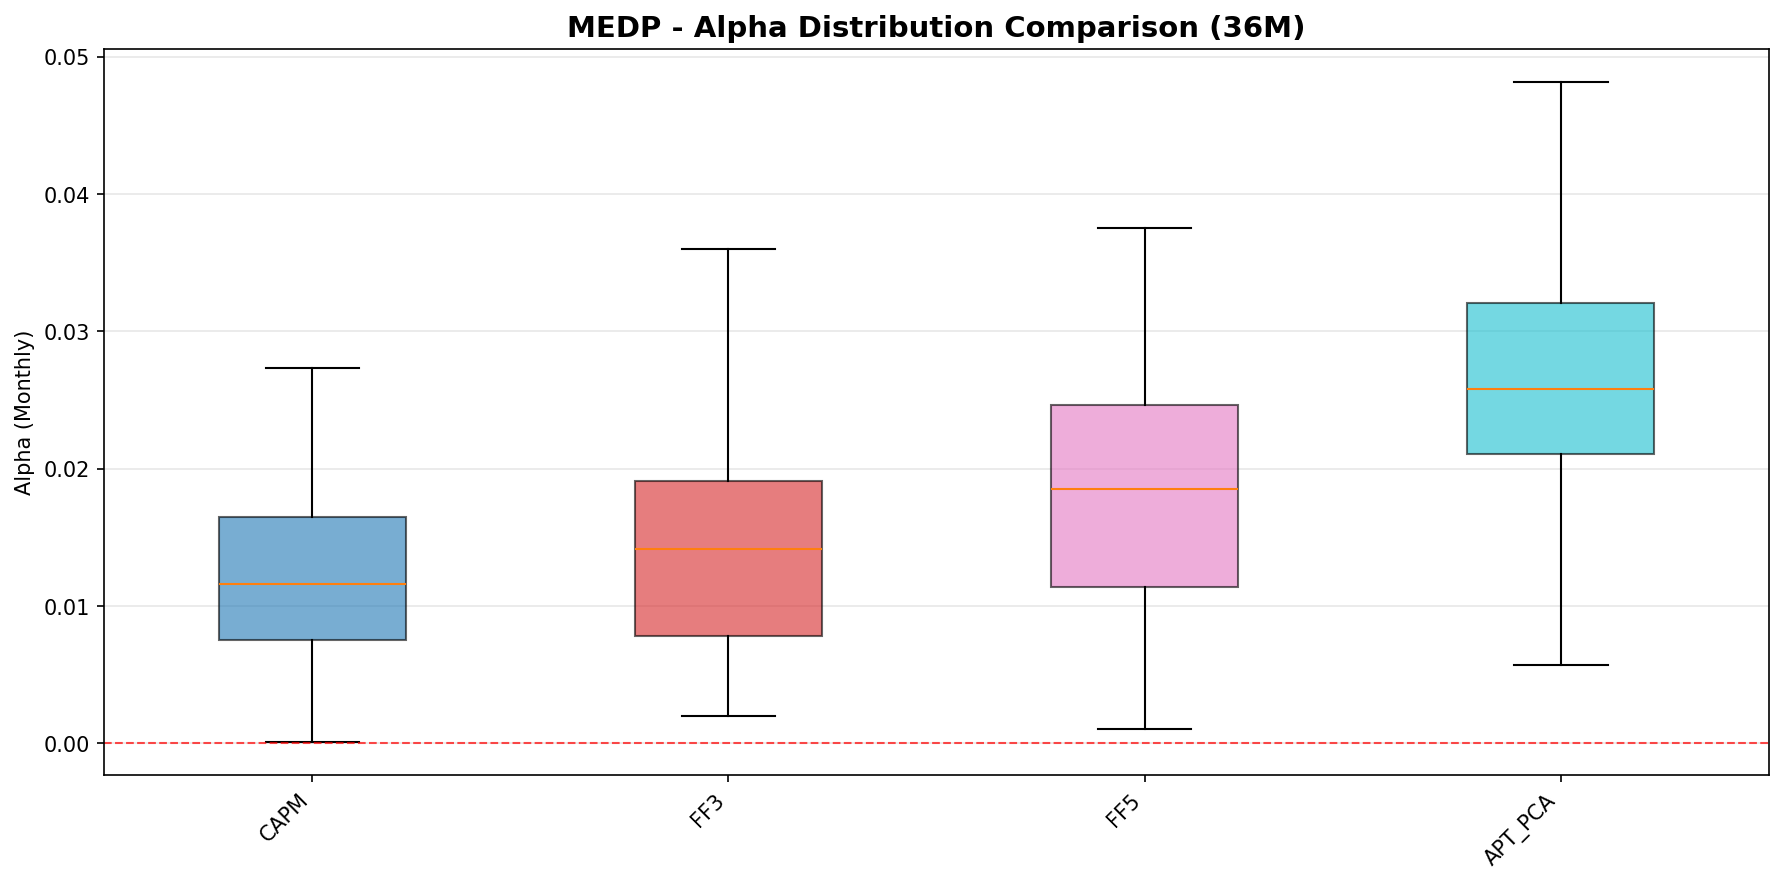 MEDP - Alpha Distribution Comparison (36M)
Alpha (Monthly)
0.05
0.04
0.03
0.02
0.01
0.00
CAPM
FF3
FF5
APT_PCA